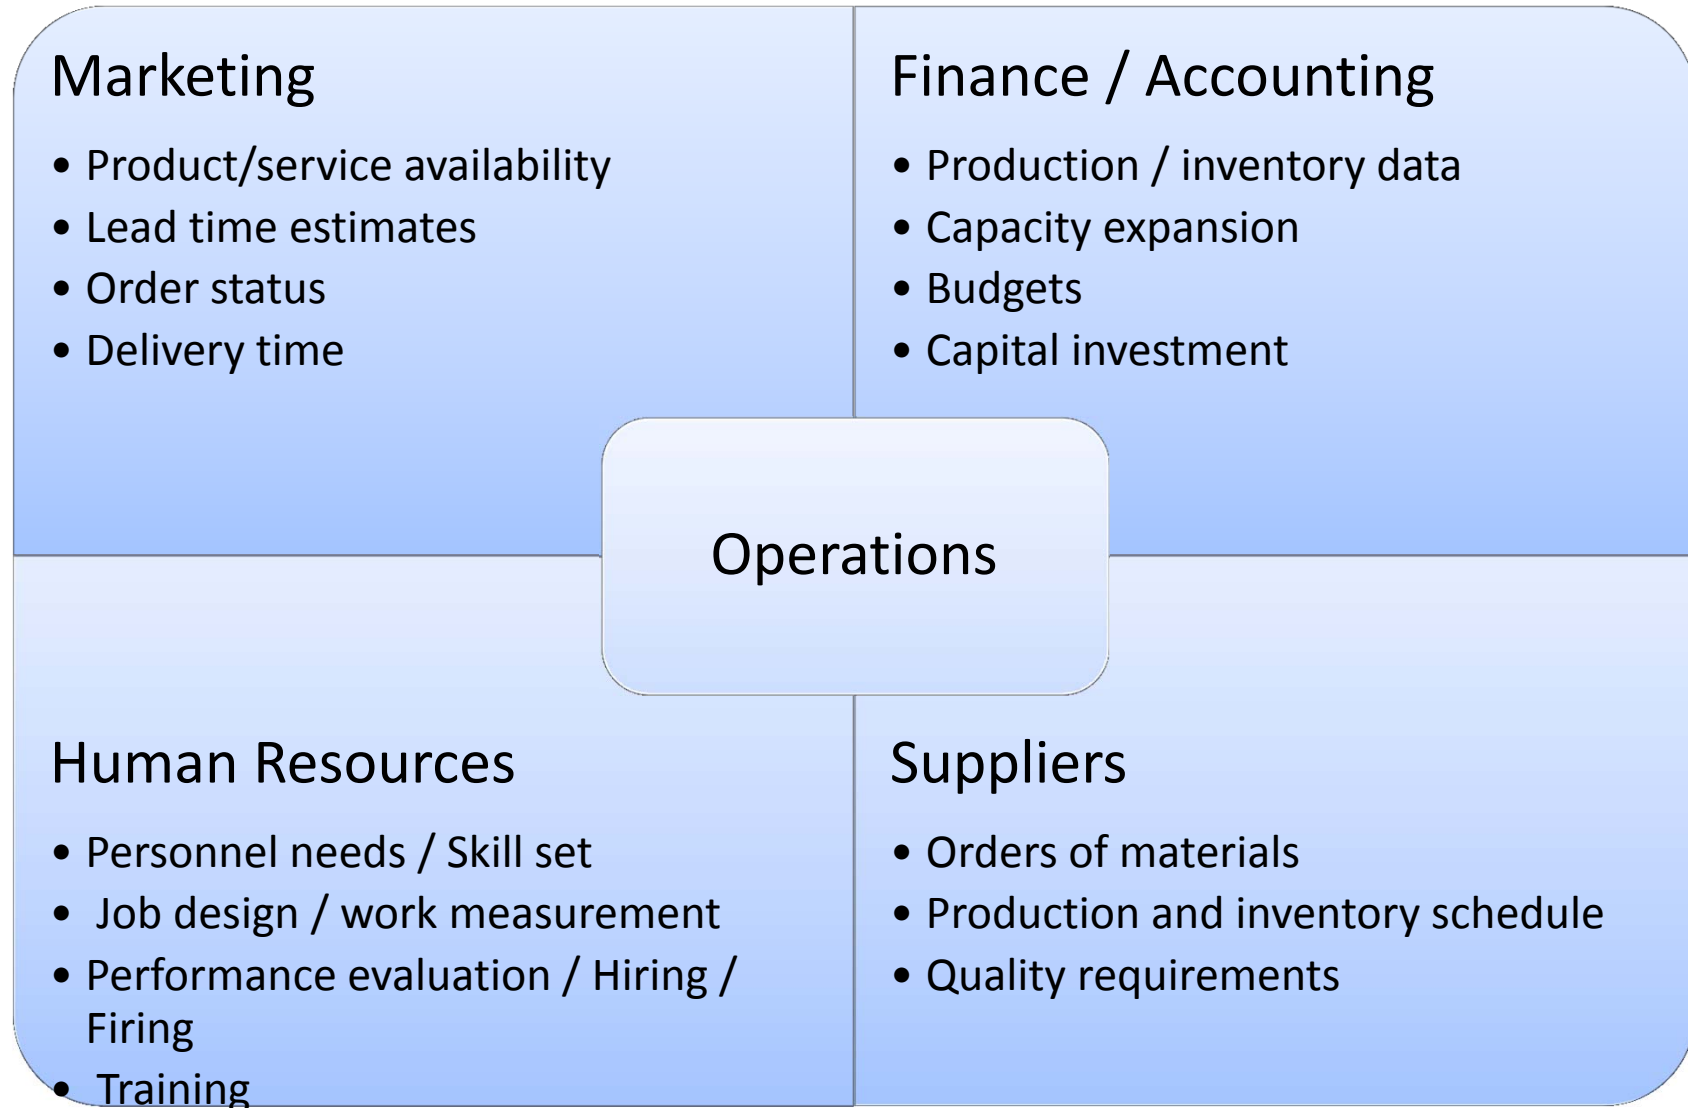 Marketing
• Product/service availability
• Lead time estimates
• Order status
• Delivery time
Finance / Accounting
• Production / inventory data
• Capacity expansion
• Budgets
• Capital investment
Operations
Human Resources
• Personnel needs / Skill set
• Job design / work measurement
• Performance evaluation / Hiring /
Firing
• Training
Suppliers
• Orders of materials
• Production and inventory schedule
• Quality requirements